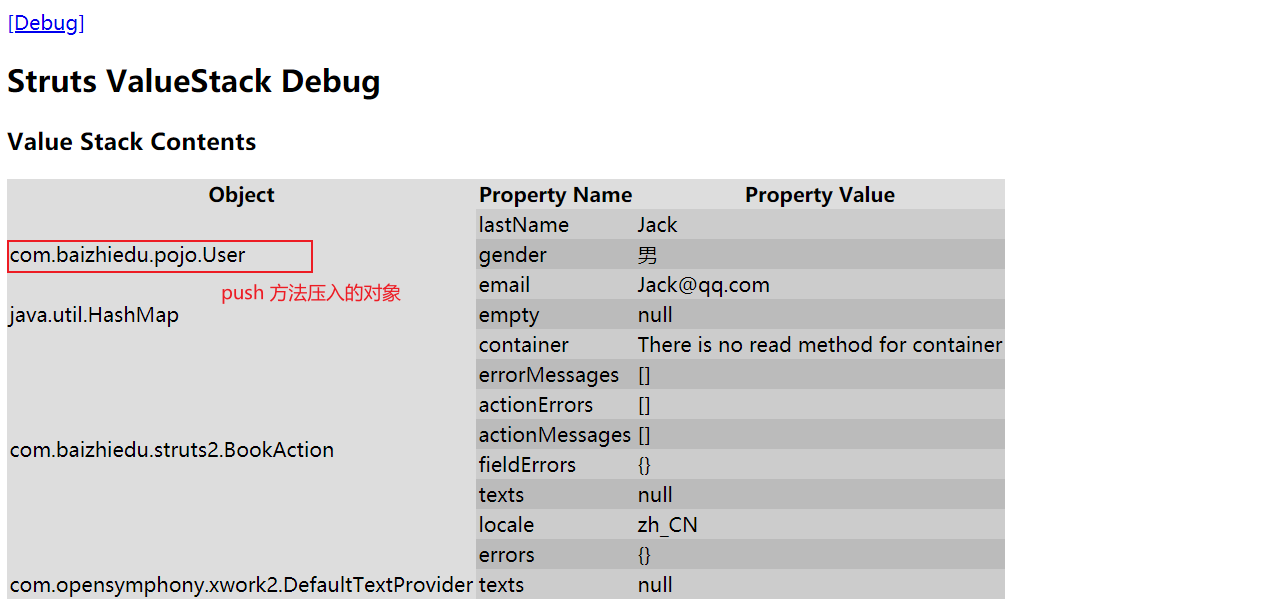 [Debug]
Struts ValueStack Debug
Value Stack Contents
Object Property Name Property Value
lastName Jack
com.baizhiedu.pojo.User gender 男
email Jack@qq.com
push 方法压入的对象
java.util.HashMap empty null
container There is no read method for container
errorMessages []
actionErrors []
actionMessages []
com.baizhiedu.struts2.BookAction
fieldErrors {}
texts null
locale zh_CN
errors {}
com.opensymphony.xwork2.DefaultTextProvider texts null